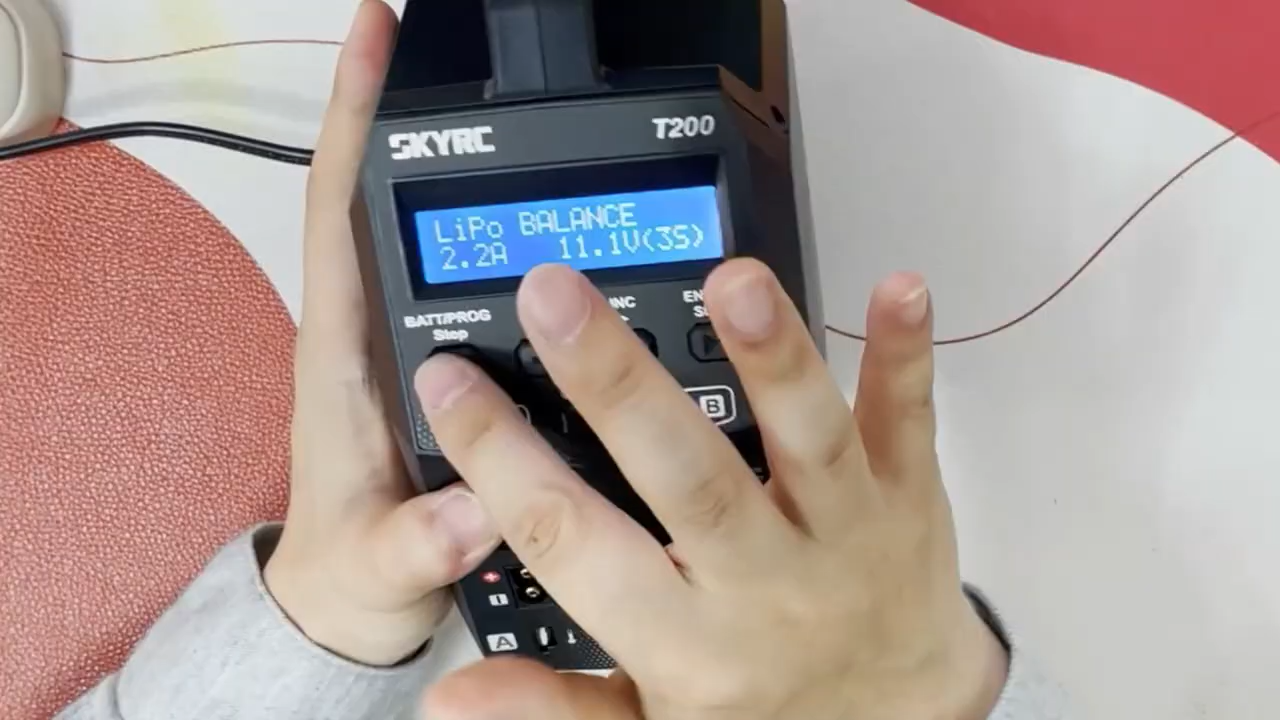 SKYRC
T200
LiPo BALANCE
2.2A 11.1V(3S)
BATT/PROG
Stop
B
A